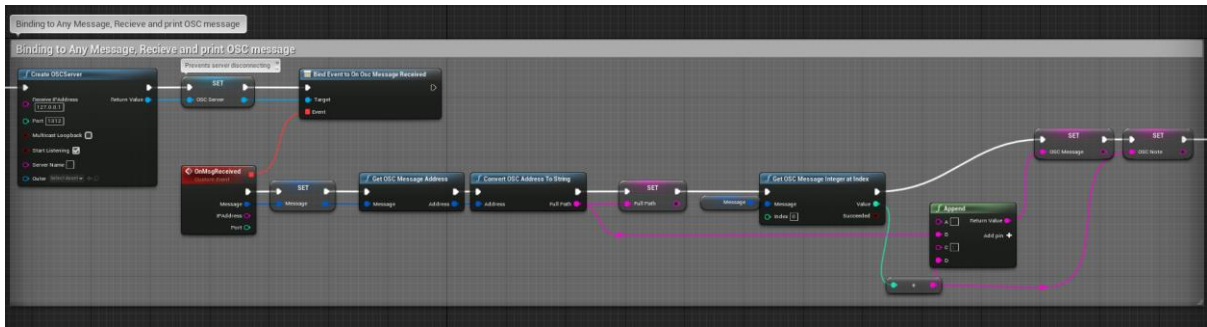 Binding to Any Message, Recieve and print OSC message
Binding to Any Message, Recieve and print OSC message
Prevents server disconnecting
Create OSCServer
Receive IPAddress
127.0.0.1
Return Value
Port 1312
Multicast Loopback
Start Listening
Server Name
Outer Select Asset
SET
OSC Server
Bind Event to On Osc Message Received
Target
Event
OnMsgReceived
Custom Event
Message
IPAddress
Port
SET
Message
Get OSC Message Address
Message Address
Convert OSC Address To String
Address Full Path
SET
Full Path
Message
Get OSC Message Integer at Index
Message Value
Index 0 Succeeded
Append
A Return Value
B Add pin +
C
D
SET
OSC Message
SET
OSC Note